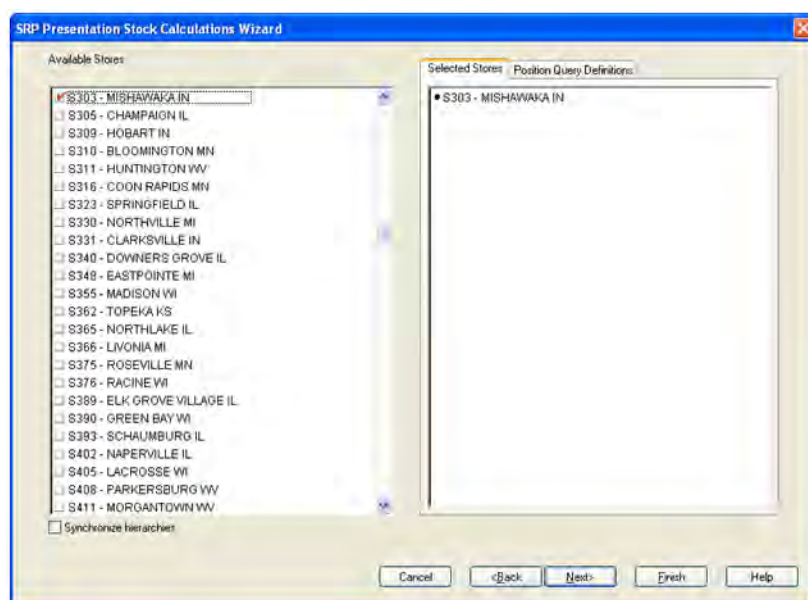 SRP Presentation Stock Calculations Wizard
Available Stores
S303 - MISHAWAKA IN
S305 - CHAMPAIGN IL
S309 - HOBART IN
S310 - BLOOMINGTON MN
S311 - HUNTINGTON WV
S316 - COON RAPIDS MN
S323 - SPRINGFIELD IL
S330 - NORTHVILLE MI
S331 - CLARKSVILLE IN
S340 - DOWNERS GROVE IL
S349 - EASTPOINTE MI
S355 - MADISON WI
S362 - TOPEKA KS
S365 - NORTHLAKE IL
S366 - LIVONIA MI
S375 - ROSEVILLE MN
S376 - RACINE WI
S389 - ELK GROVE VILLAGE IL
S390 - GREEN BAY WI
S393 - SCHAUMBURG IL
S402 - NAPERVILLE IL
S405 - LACROSSE WI
S408 - PARKERSBURG WV
S411 - MORGANTOWN WV
Synchronize hierarchies
Selected Stores Position Query Definitions
S303 - MISHAWAKA IN
Cancel <Back Next> Finish Help